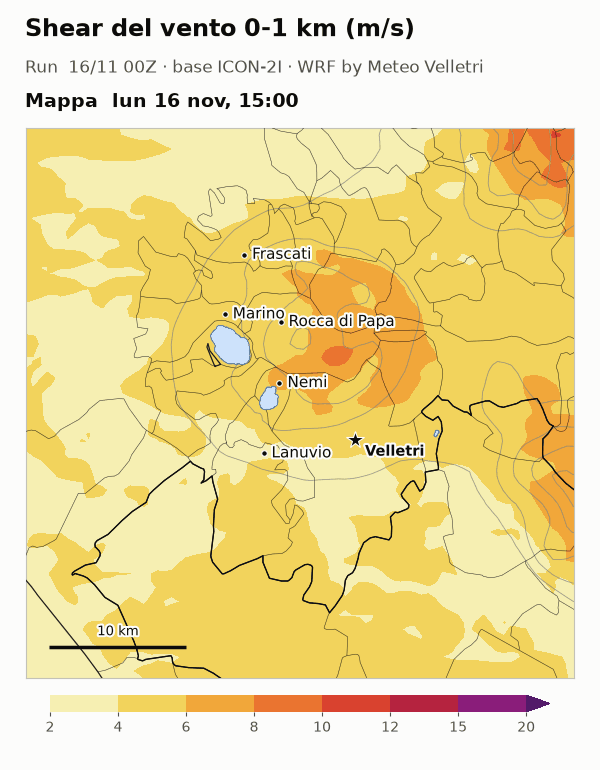 Shear del vento 0-1 km (m/s)
Run  16/11 00Z · base ICON-2I · WRF by Meteo Velletri
Mappa  lun 16 nov, 15:00
Frascati
Marino
Rocca di Papa
Nemi
Velletri
Lanuvio
10 km
2 4 6 8 10 12 15 20